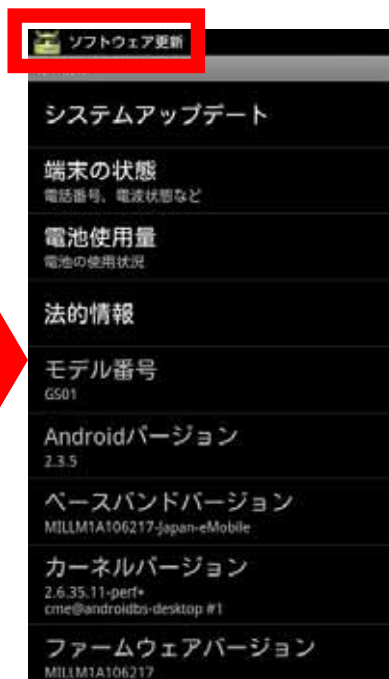 ソフトウェア更新
システムアップデート
端末の状態
電話番号、電波状態など
電池使用量
電池の使用状況
法的情報
モデル番号
GS01
Androidバージョン
2.3.5
ベースバンドバージョン
MILLM1A106217-Japan-eMobile
カーネルバージョン
2.6.35.11-perf+
cme@androidbs-desktop #1
ファームウェアバージョン
MILLM1A106217